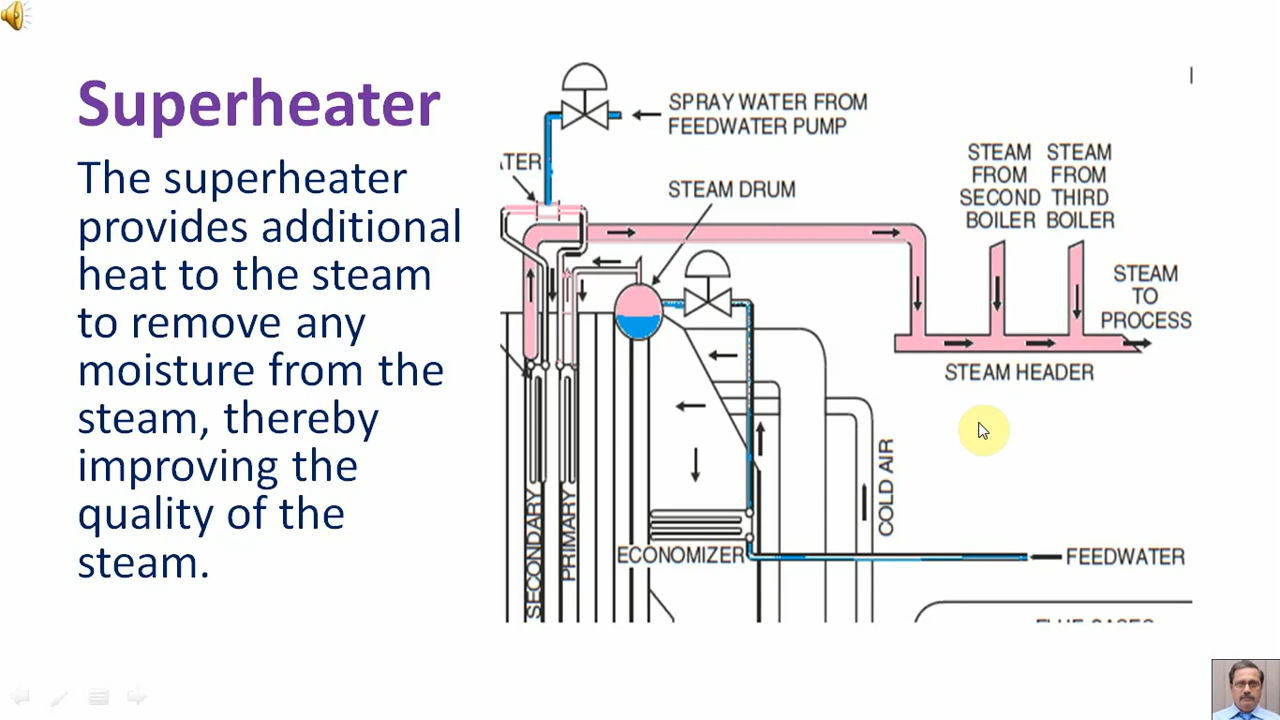 Superheater
The superheater
provides additional
heat to the steam
to remove any
moisture from the
steam, thereby
improving the
quality of the
steam.
SPRAY WATER FROM
FEEDWATER PUMP
STEAM DRUM
STEAM
FROM
SECOND
BOILER
STEAM
FROM
THIRD
BOILER
STEAM
TO
PROCESS
STEAM HEADER
SECONDARY
PRIMARY
ECONOMIZER
COLD AIR
FEEDWATER